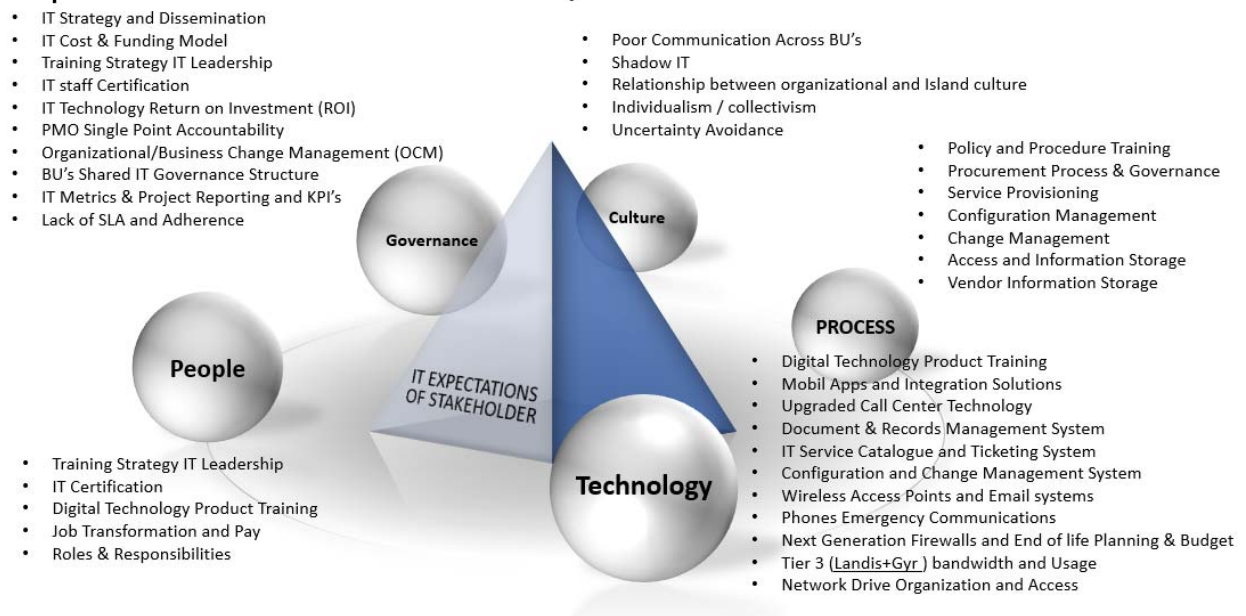 IT Strategy and Dissemination
IT Cost & Funding Model
Training Strategy IT Leadership
IT staff Certification
IT Technology Return on Investment (ROI)
PMO Single Point Accountability
Organizational/Business Change Management (OCM)
BU's Shared IT Governance Structure
IT Metrics & Project Reporting and KPI's
Lack of SLA and Adherence
Governance
Poor Communication Across BU's
Shadow IT
Relationship between organizational and Island culture
Individualism / collectivism
Uncertainty Avoidance
Culture
Policy and Procedure Training
Procurement Process & Governance
Service Provisioning
Configuration Management
Change Management
Access and Information Storage
Vendor Information Storage
PROCESS
People
Training Strategy IT Leadership
IT Certification
Digital Technology Product Training
Job Transformation and Pay
Roles & Responsibilities
IT EXPECTATIONS
OF STAKEHOLDER
Technology
Digital Technology Product Training
Mobil Apps and Integration Solutions
Upgraded Call Center Technology
Document & Records Management System
IT Service Catalogue and Ticketing System
Configuration and Change Management System
Wireless Access Points and Email systems
Phones Emergency Communications
Next Generation Firewalls and End of life Planning & Budget
Tier 3 (Landis+Gyr ) bandwidth and Usage
Network Drive Organization and Access